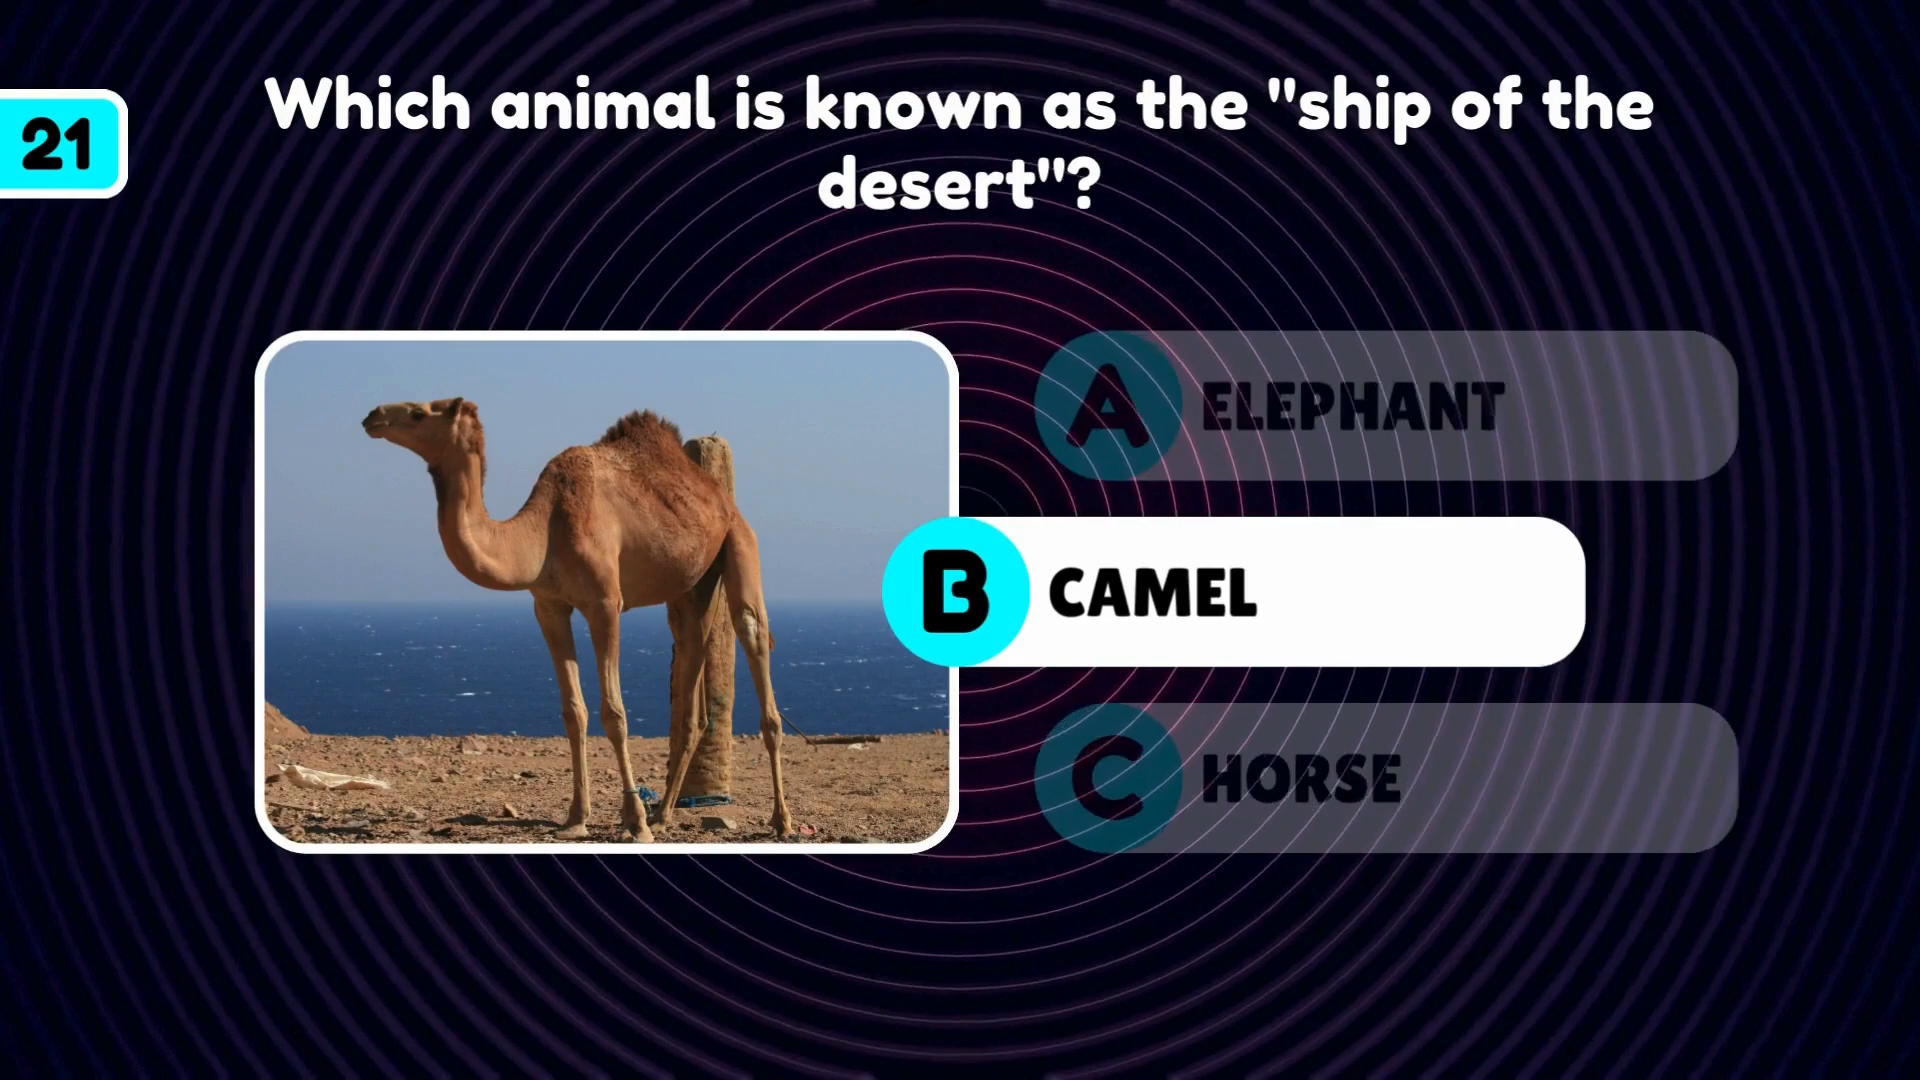 21
Which animal is known as the "ship of the
desert"?
A ELEPHANT
B CAMEL
C HORSE